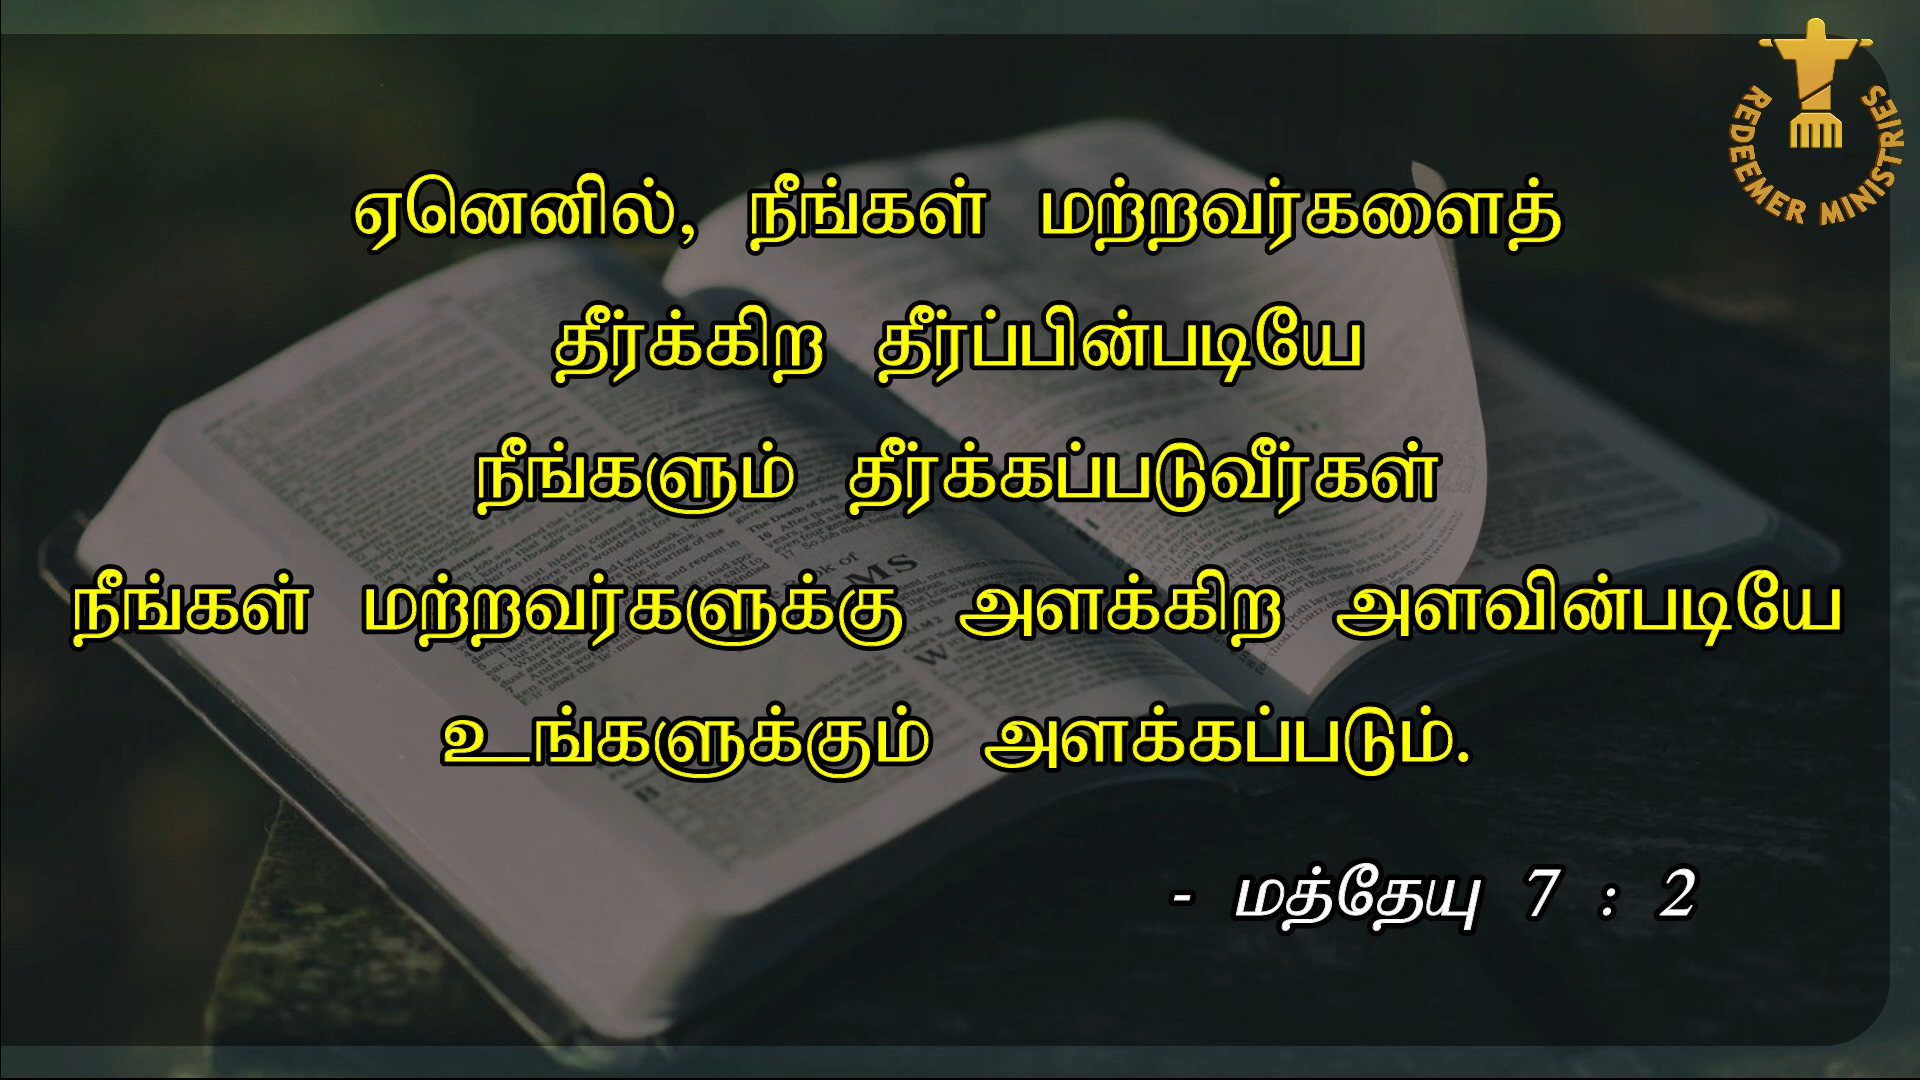 REDEEMER MINISTRIES
ஏனெனில், நீங்கள் மற்றவர்களைத்
தீர்க்கிற தீர்ப்பின்படியே
நீங்களும் தீர்க்கப்படுவீர்கள்
நீங்கள் மற்றவர்களுக்கு அளக்கிற அளவின்படியே
உங்களுக்கும் அளக்கப்படும்.
- மத்தேயு 7 : 2